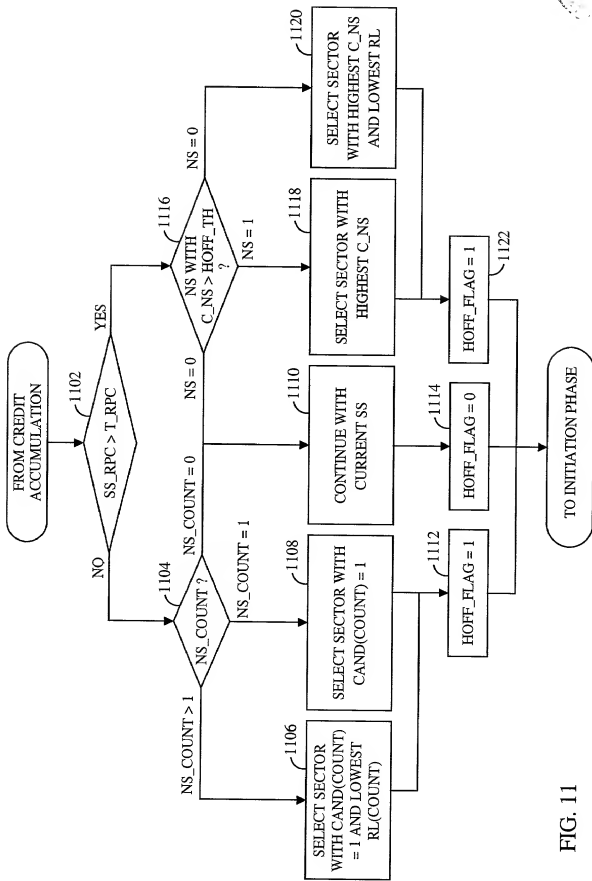 FROM CREDIT
ACCUMULATION
1102
SS_RPC > T_RPC
NO
YES
1104
NS_COUNT ?
NS_COUNT > 1
NS_COUNT = 1
NS_COUNT = 0
1116
NS WITH
C_NS > HOFF_TH
?
NS = 0
NS = 1
NS = 0
1106
SELECT SECTOR
WITH CAND(COUNT)
= 1 AND LOWEST
RL(COUNT)
1108
SELECT SECTOR WITH
CAND(COUNT) = 1
1110
CONTINUE WITH
CURRENT SS
1118
SELECT SECTOR WITH
HIGHEST C_NS
1120
SELECT SECTOR
WITH HIGHEST C_NS
AND LOWEST RL
1112
HOFF_FLAG = 1
1114
HOFF_FLAG = 0
HOFF_FLAG = 1
1122
TO INITIATION PHASE
FIG. 11